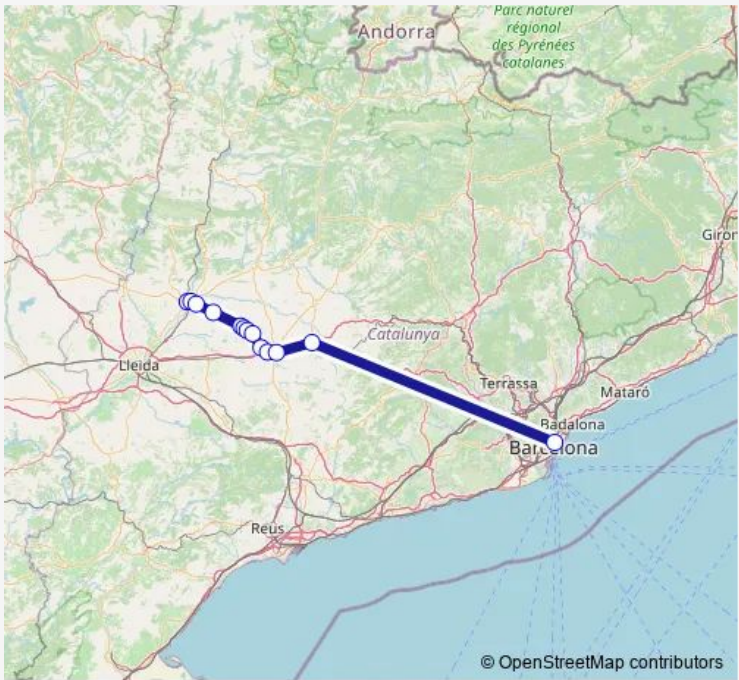 Parc naturel
régional
des Pyrénées
catalanes
Andorra
Giron
Catalunya
Lleida
Terrassa
Mataró
Badalona
Barcelona
Reus
© OpenStreetMap contributors